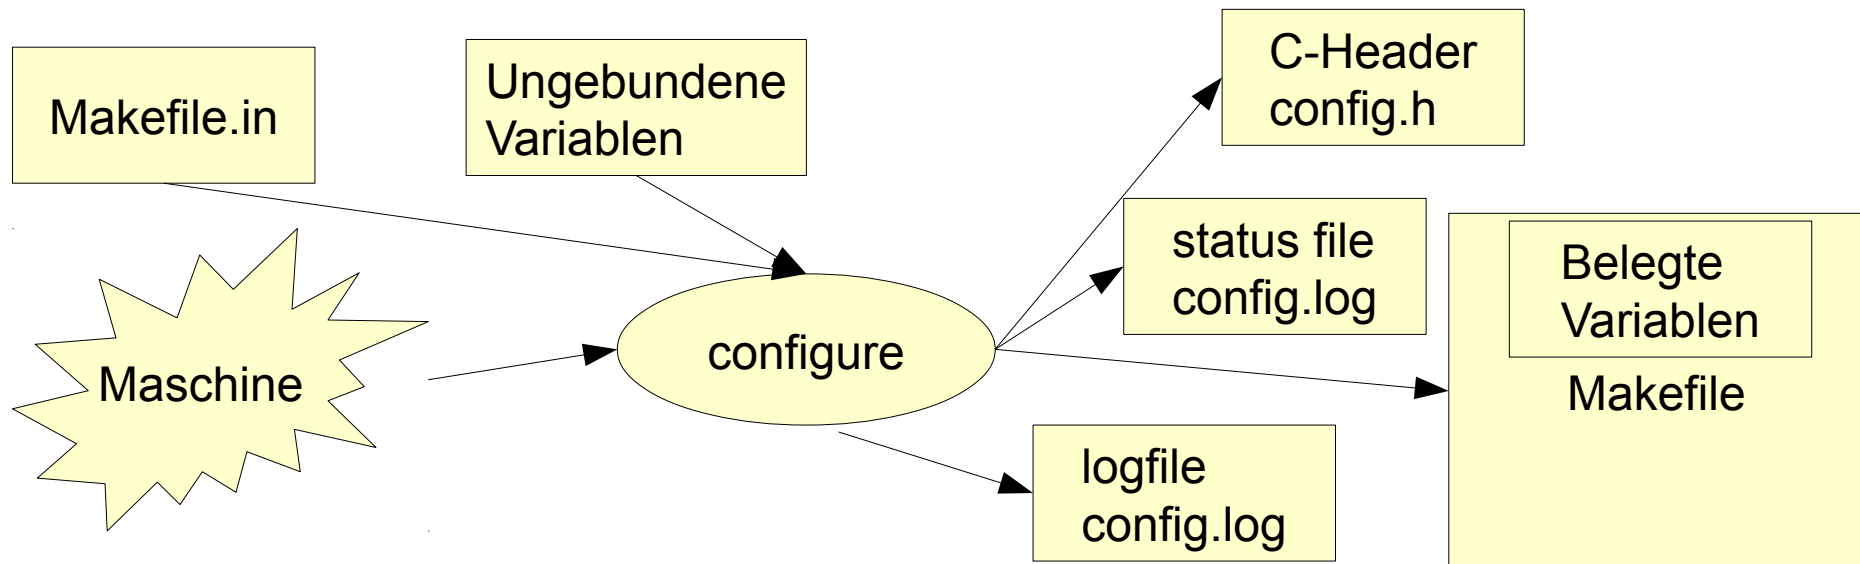 Makefile.in
Ungebundene
Variablen
C-Header
config.h
status file
config.log
Belegte
Variablen
Makefile
Maschine
configure
logfile
config.log